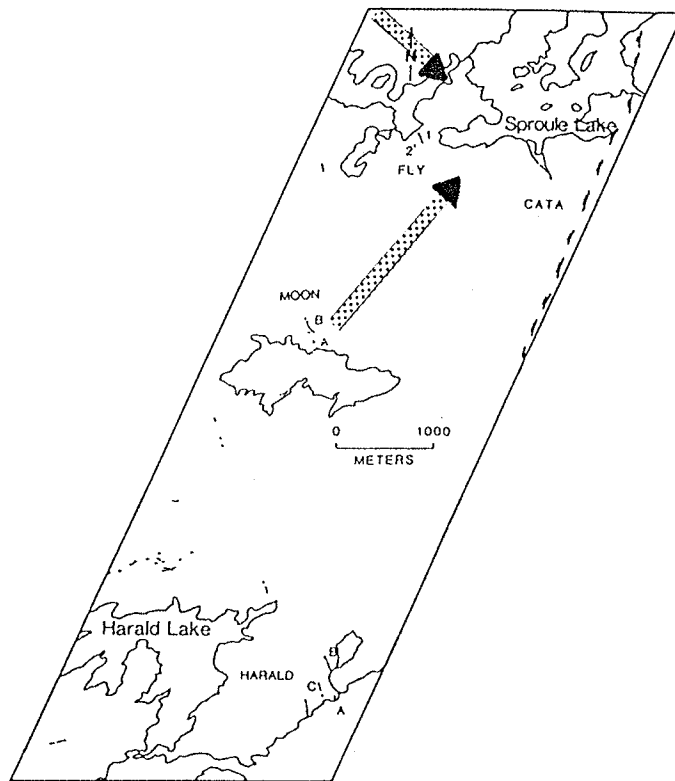 N
Sproule Lake
1
2'
FLY
CATA
MOON
B
A
0 1000
METERS
Harald Lake
B
HARALD
C
A